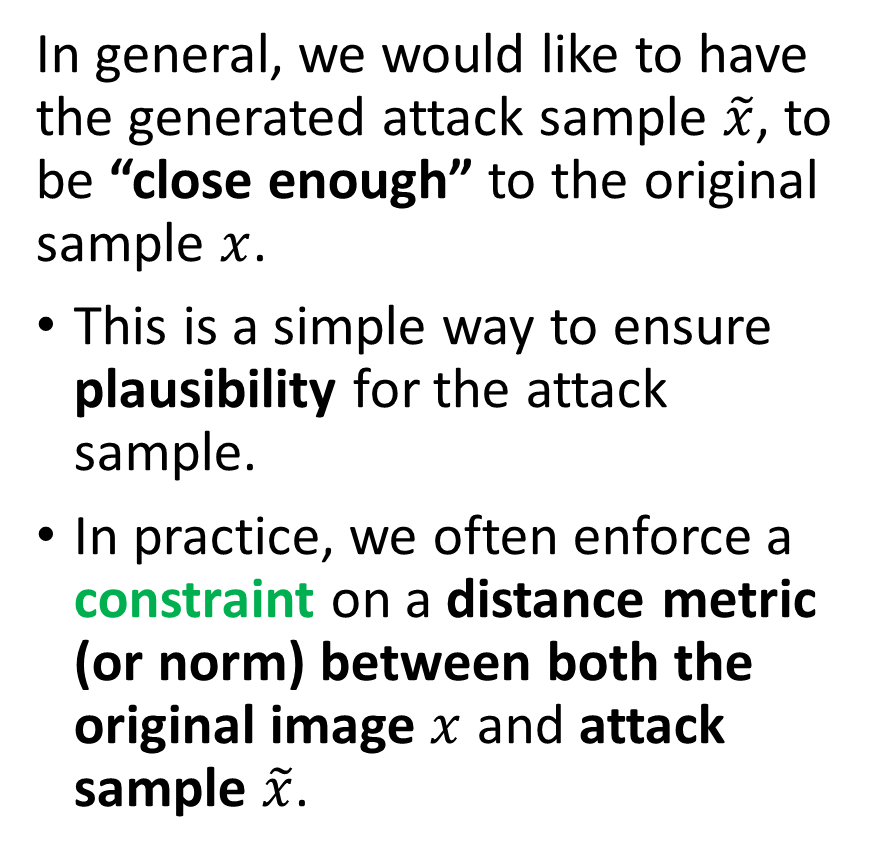 In general, we would like to have
the generated attack sample x̃, to
be “close enough” to the original
sample x.
• This is a simple way to ensure
plausibility for the attack
sample.
• In practice, we often enforce a
constraint on a distance metric
(or norm) between both the
original image x and attack
sample x̃.